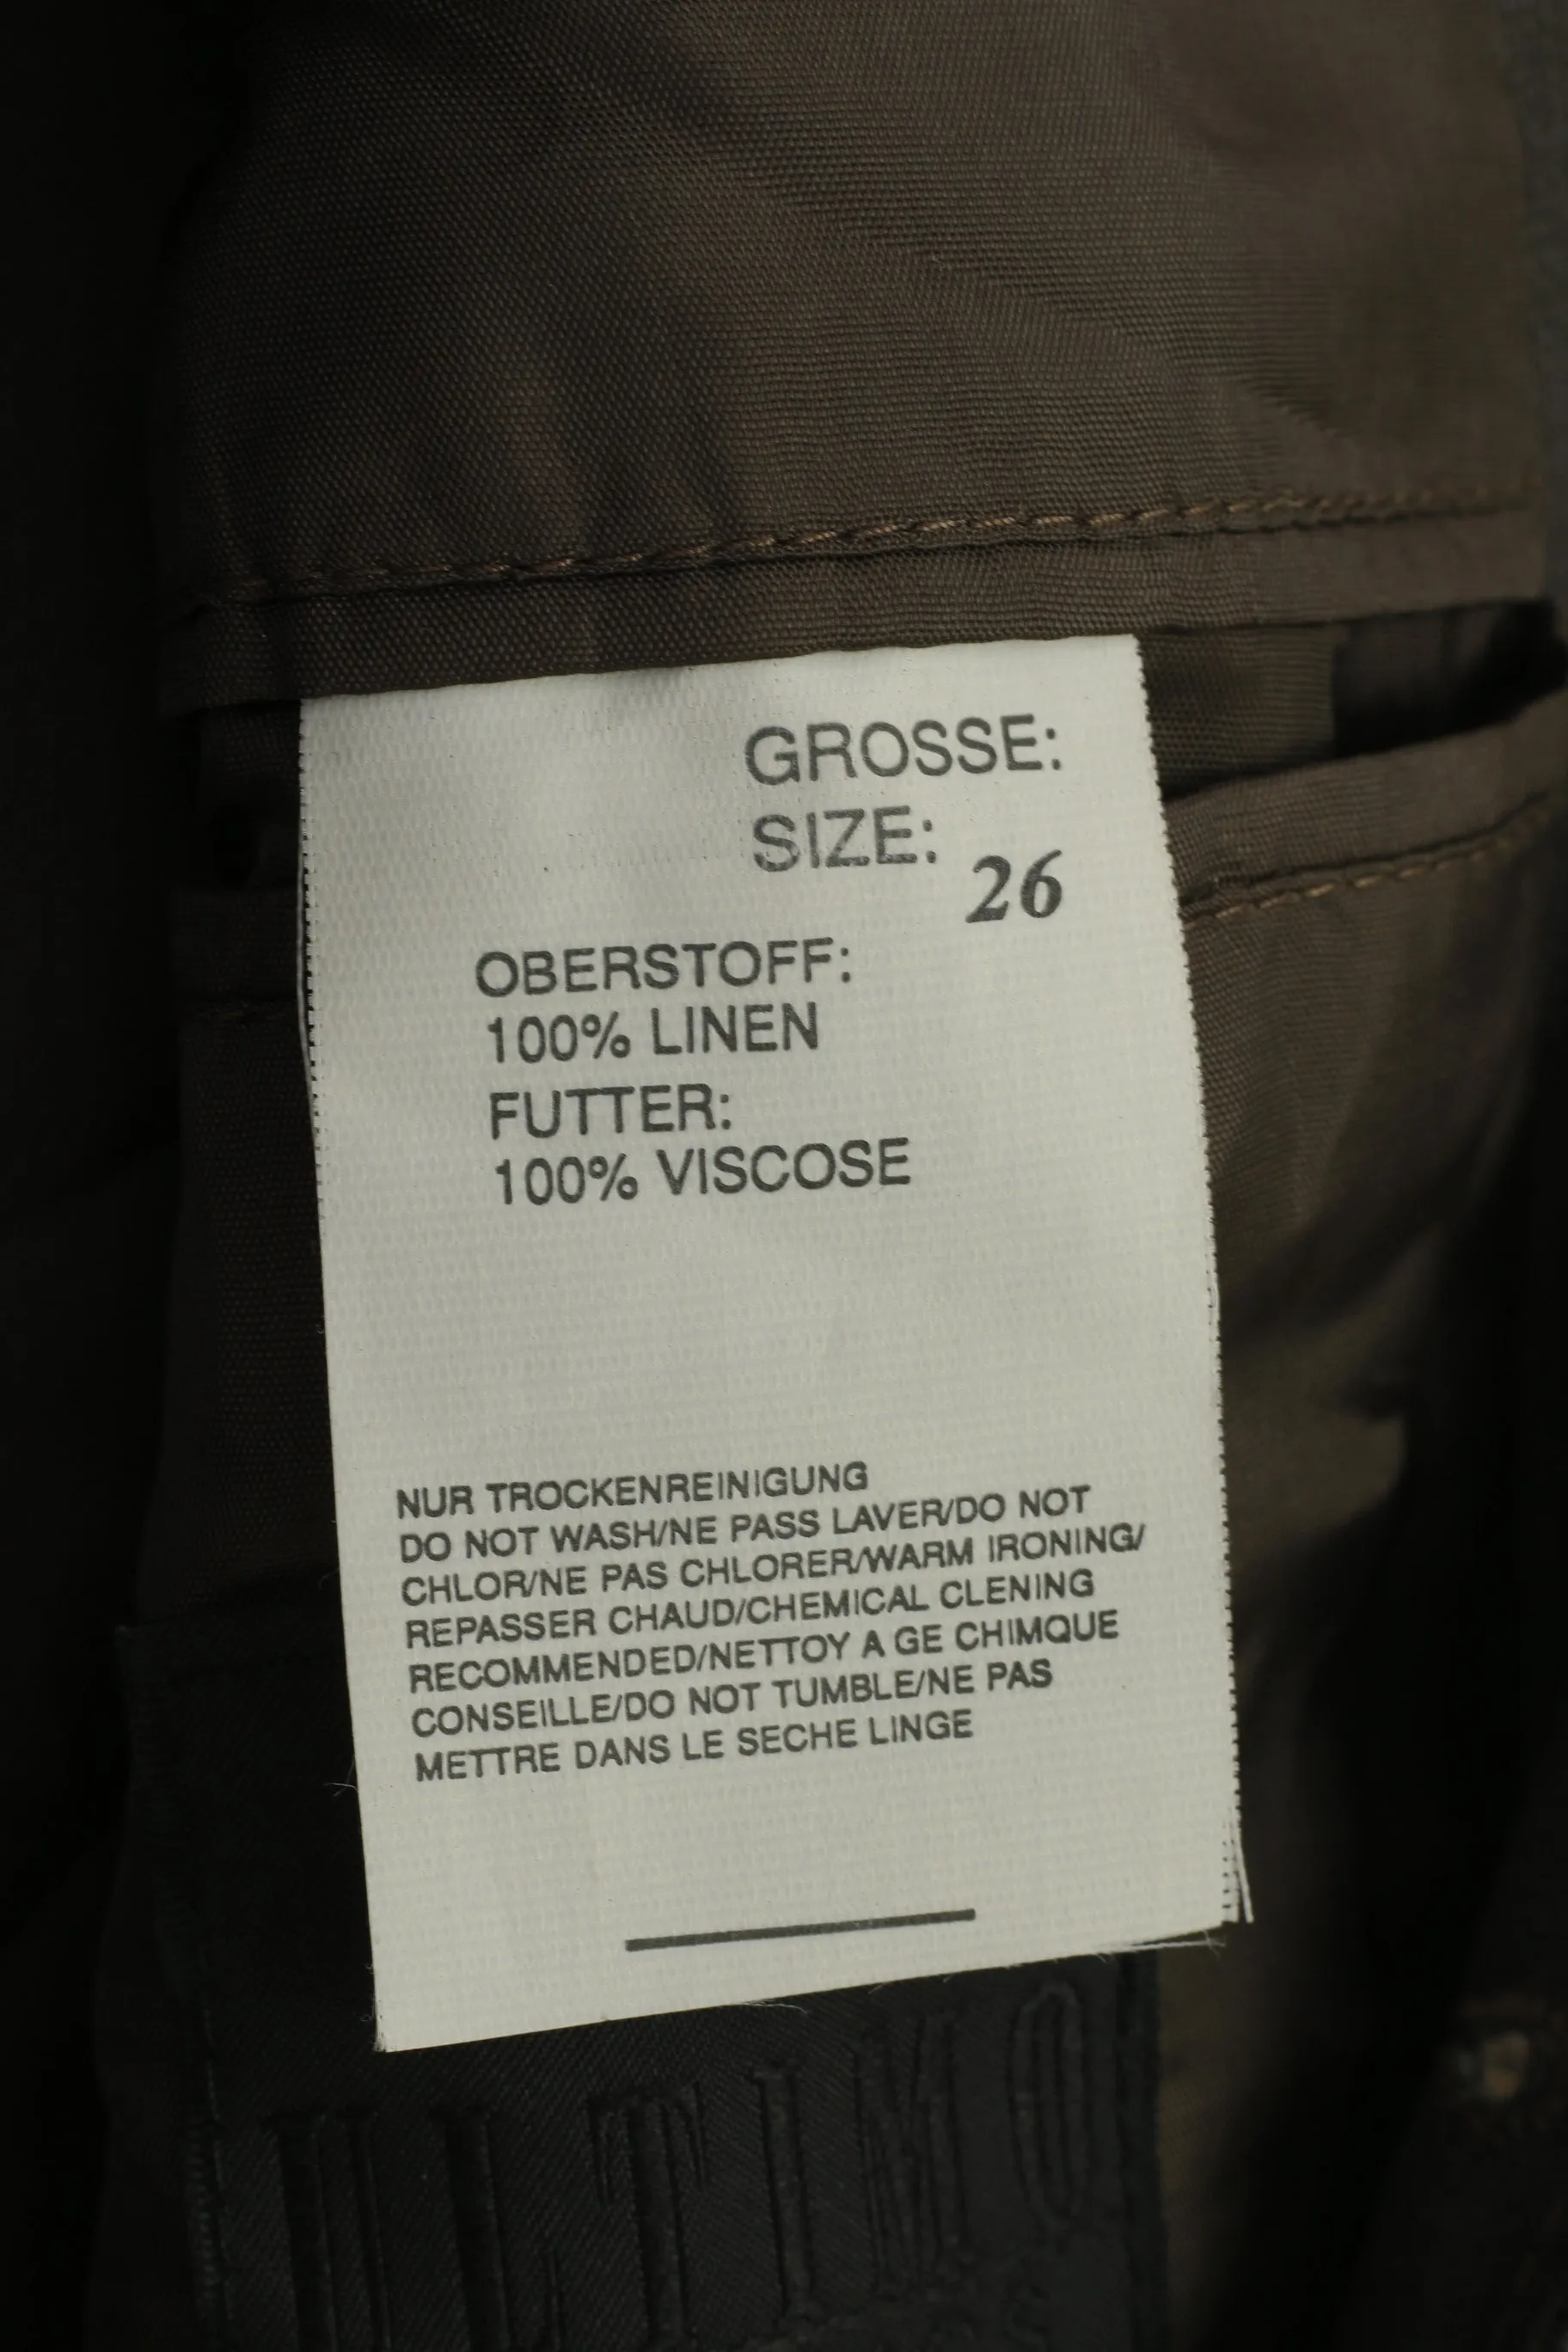 GROSSE:
SIZE:
26
OBERSTOFF:
100% LINEN
FUTTER:
100% VISCOSE
NUR TROCKENREINIGUNG
DO NOT WASH/NE PASS LAVER/DO NOT
CHLOR/NE PAS CHLORER/WARM IRONING/
REPASSER CHAUD/CHEMICAL CLENING
RECOMMENDED/NETTOY A GE CHIMQUE
CONSEILLE/DO NOT TUMBLE/NE PAS
METTRE DANS LE SECHE LINGE
ULTIMO